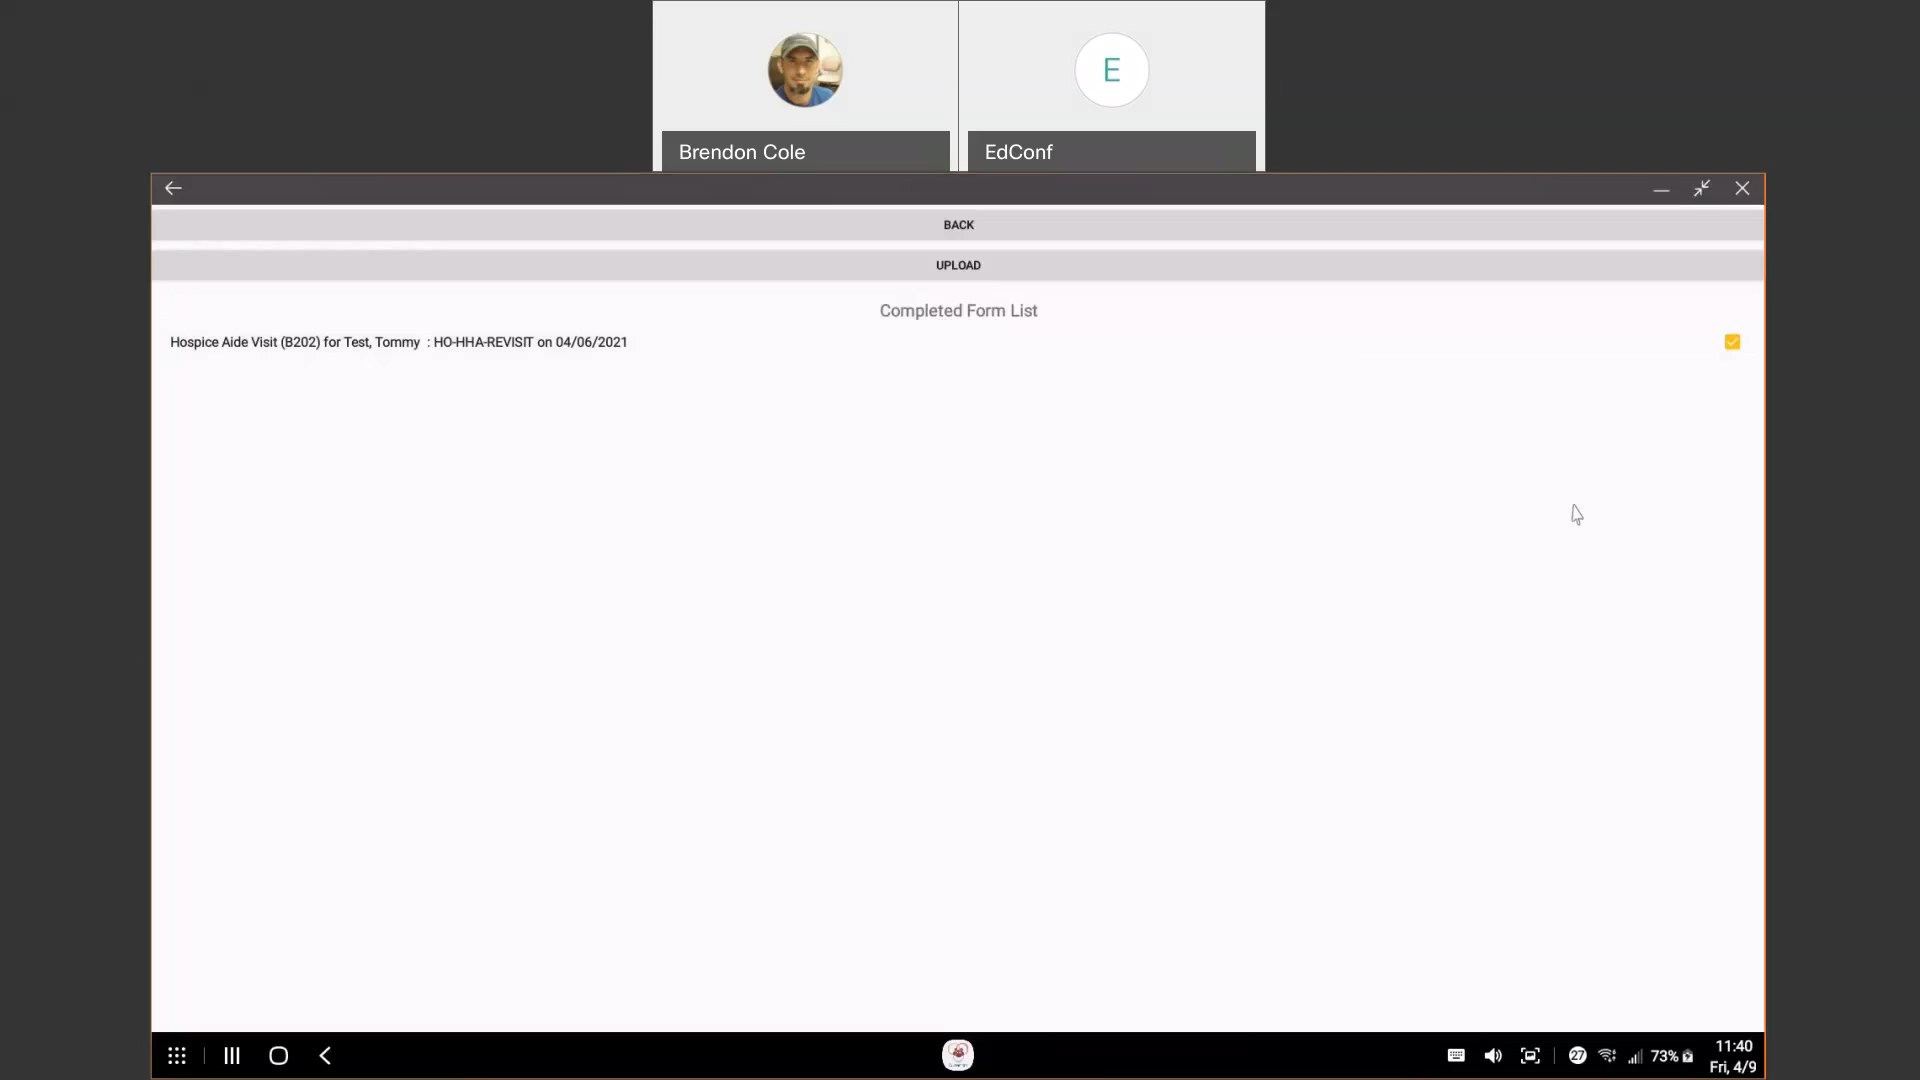 E
Brendon Cole
EdConf
BACK
UPLOAD
Completed Form List
Hospice Aide Visit (B202) for Test, Tommy : HO-HHA-REVISIT on 04/06/2021
27
73%
11:40
Fri, 4/9